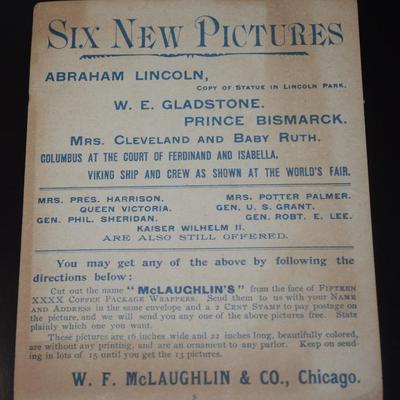 SIX NEW PICTURES
ABRAHAM LINCOLN,
COPY OF STATUE IN LINCOLN PARK.
W. E. GLADSTONE.
PRINCE BISMARCK.
MRS. CLEVELAND AND BABY RUTH.
COLUMBUS AT THE COURT OF FERDINAND AND ISABELLA.
VIKING SHIP AND CREW AS SHOWN AT THE WORLD'S FAIR.
MRS. PRES. HARRISON. MRS. POTTER PALMER.
QUEEN VICTORIA. GEN. U. S. GRANT.
GEN. PHIL. SHERIDAN. GEN. ROBT. E. LEE.
KAISER WILHELM II.
ARE ALSO STILL OFFERED.
You may get any of the above by following the
directions below:
Cut out the name "McLAUGHLIN'S" from the face of FIFTEEN
XXXX COFFEE PACKAGE WRAPPERS. Send them to us with your NAME
AND ADDRESS in the same envelope and a 2 CENT STAMP to pay postage on
the picture, and we will send you any one of the above pictures free. State
plainly which one you want.
These pictures are 16 inches wide and 22 inches long, beautifully colored,
are without any printing, and are an ornament to any parlor. Keep on send-
ing in lots of 15 until you get the 13 pictures.
W. F. McLAUGHLIN & CO., Chicago.